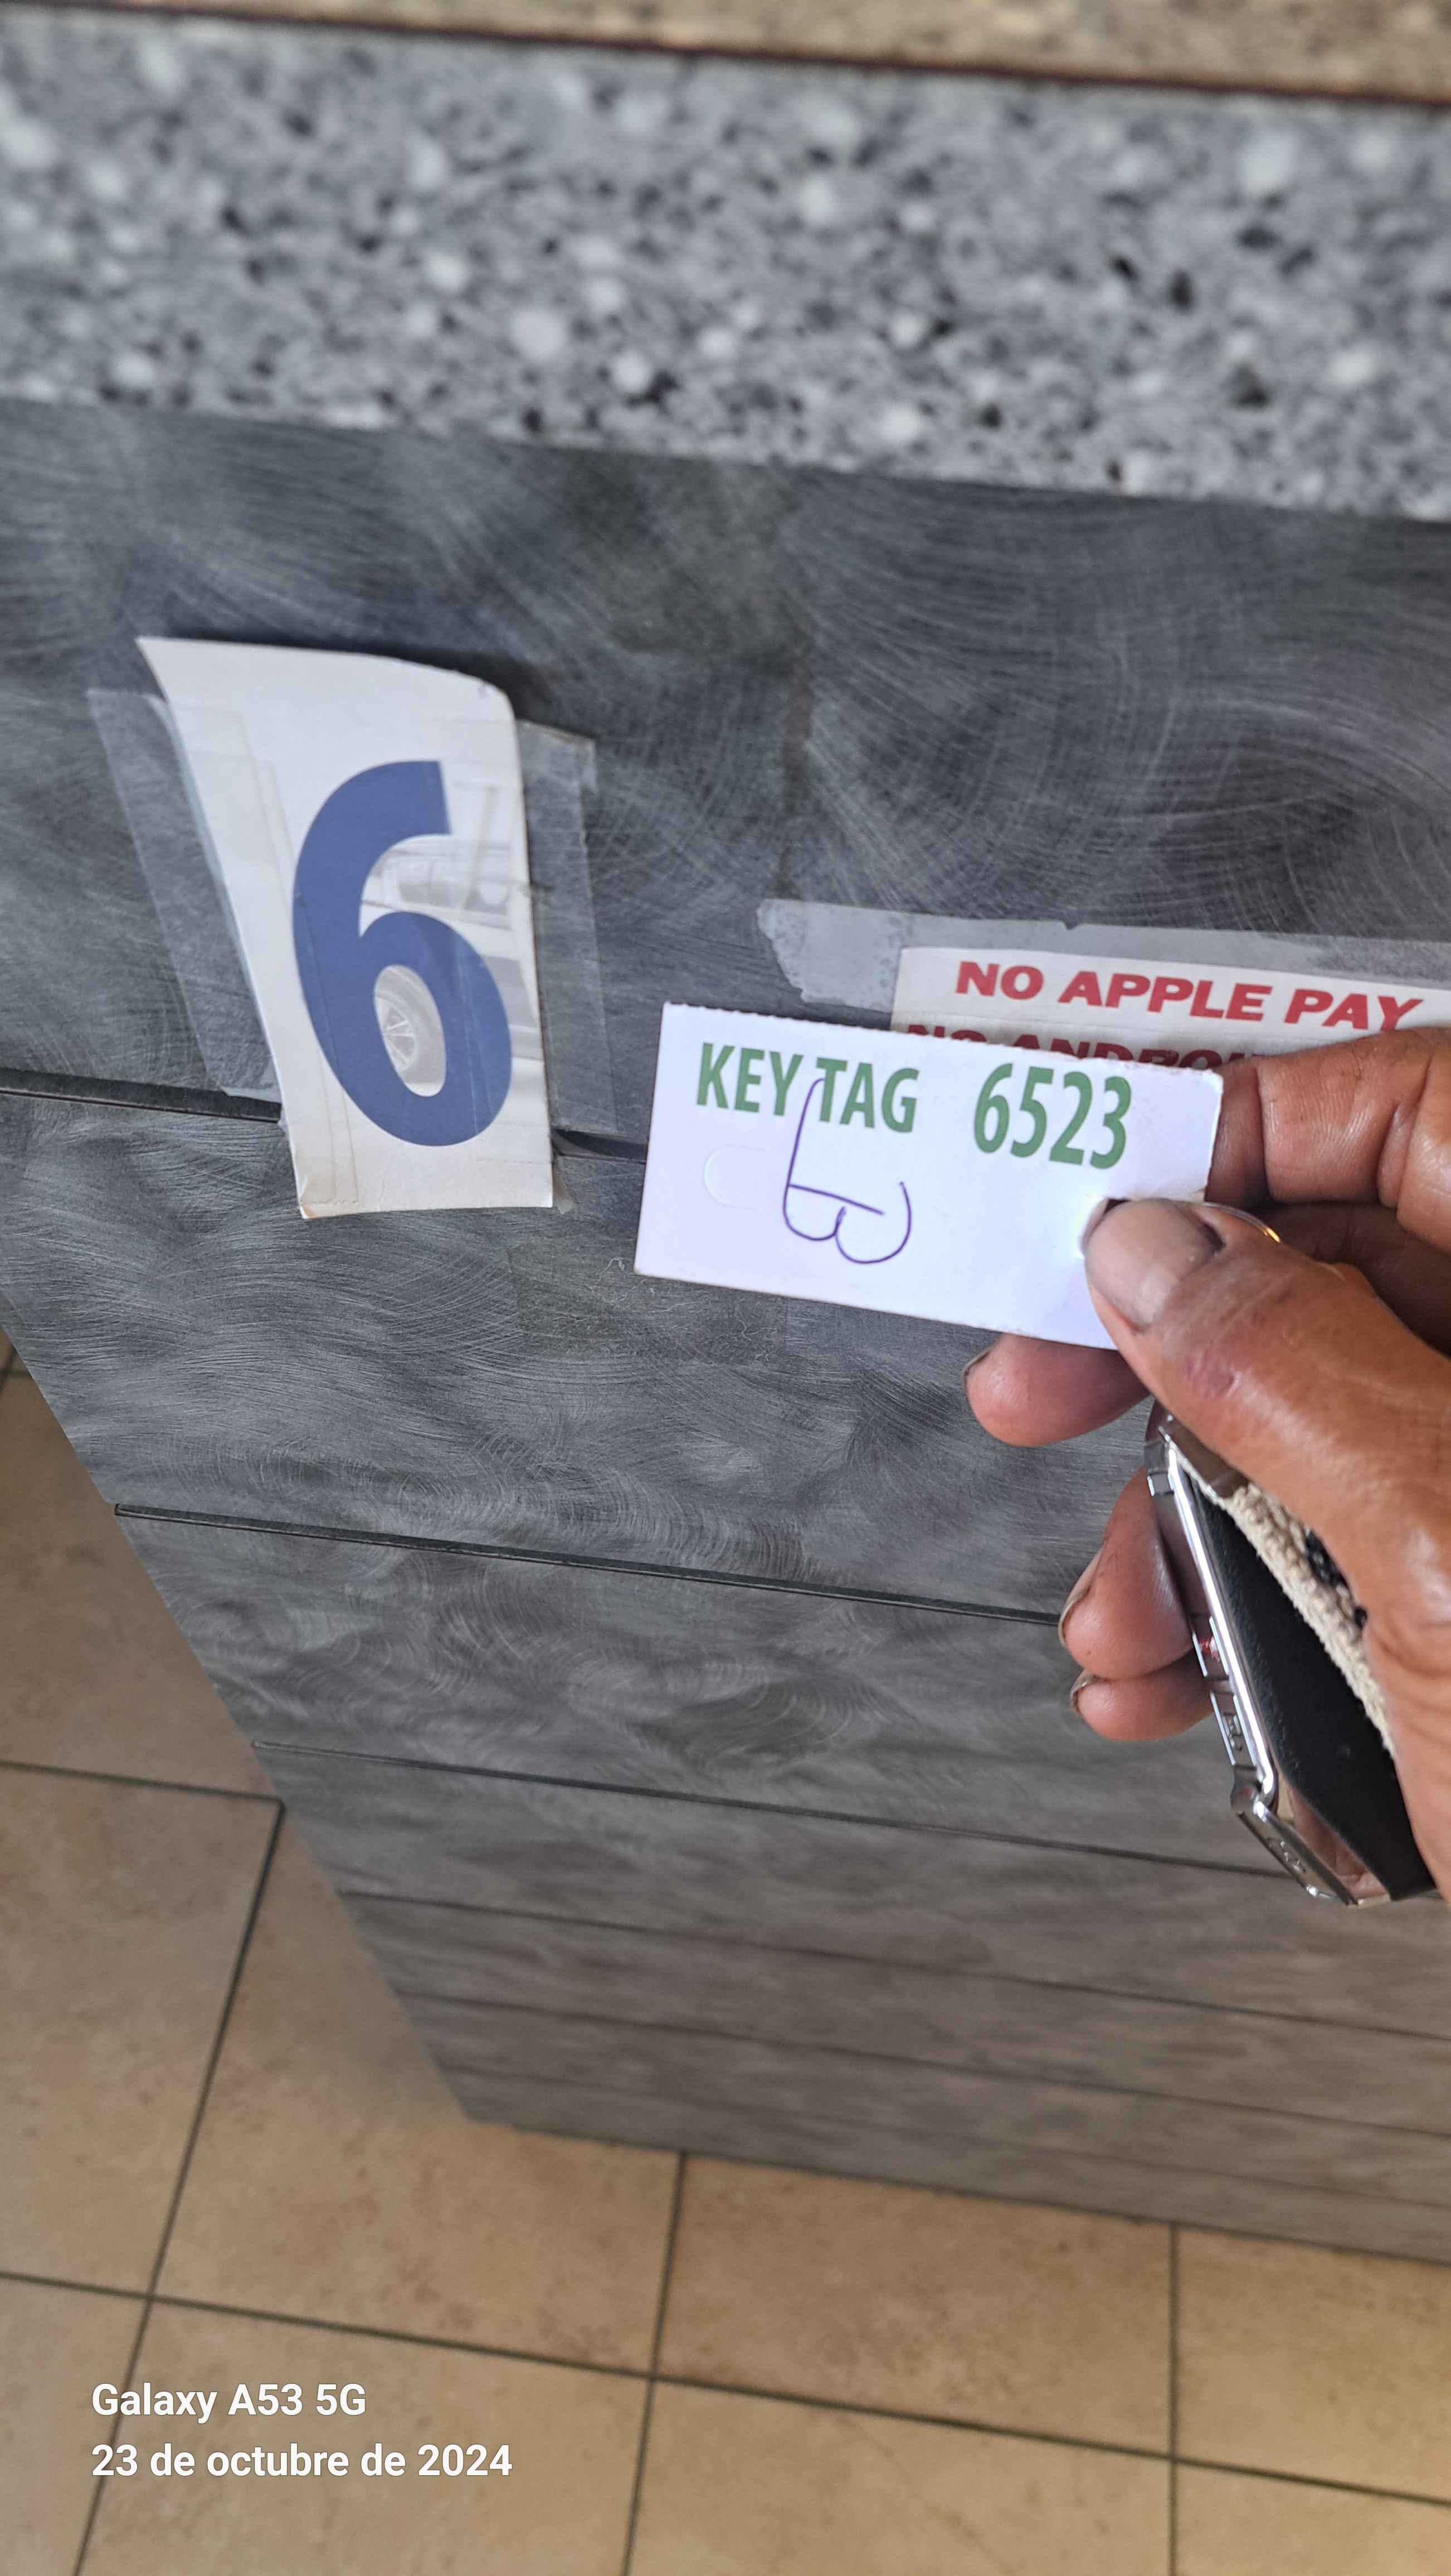 6
NO APPLE PAY
KEY TAG 6523
Galaxy A53 5G
23 de octubre de 2024